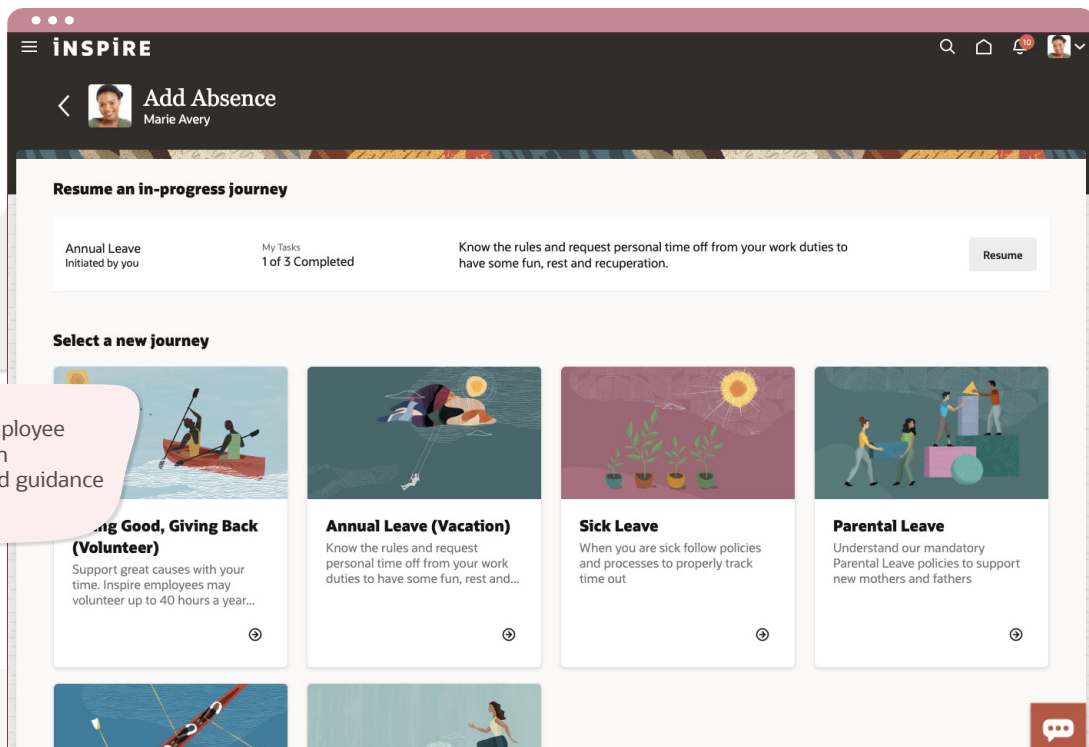 iNSPiRE
10
Add Absence
Marie Avery
Resume an in-progress journey
Annual Leave
Initiated by you
My Tasks
1 of 3 Completed
Know the rules and request personal time off from your work duties to
have some fun, rest and recuperation.
Resume
Select a new journey
guidance
Good, Giving Back
(Volunteer)
Support great causes with your
time. Inspire employees may
volunteer up to 40 hours a year...
Annual Leave (Vacation)
Know the rules and request
personal time off from your work
duties to have some fun, rest and...
Sick Leave
When you are sick follow policies
and processes to properly track
time out
Parental Leave
Understand our mandatory
Parental Leave policies to support
new mothers and fathers